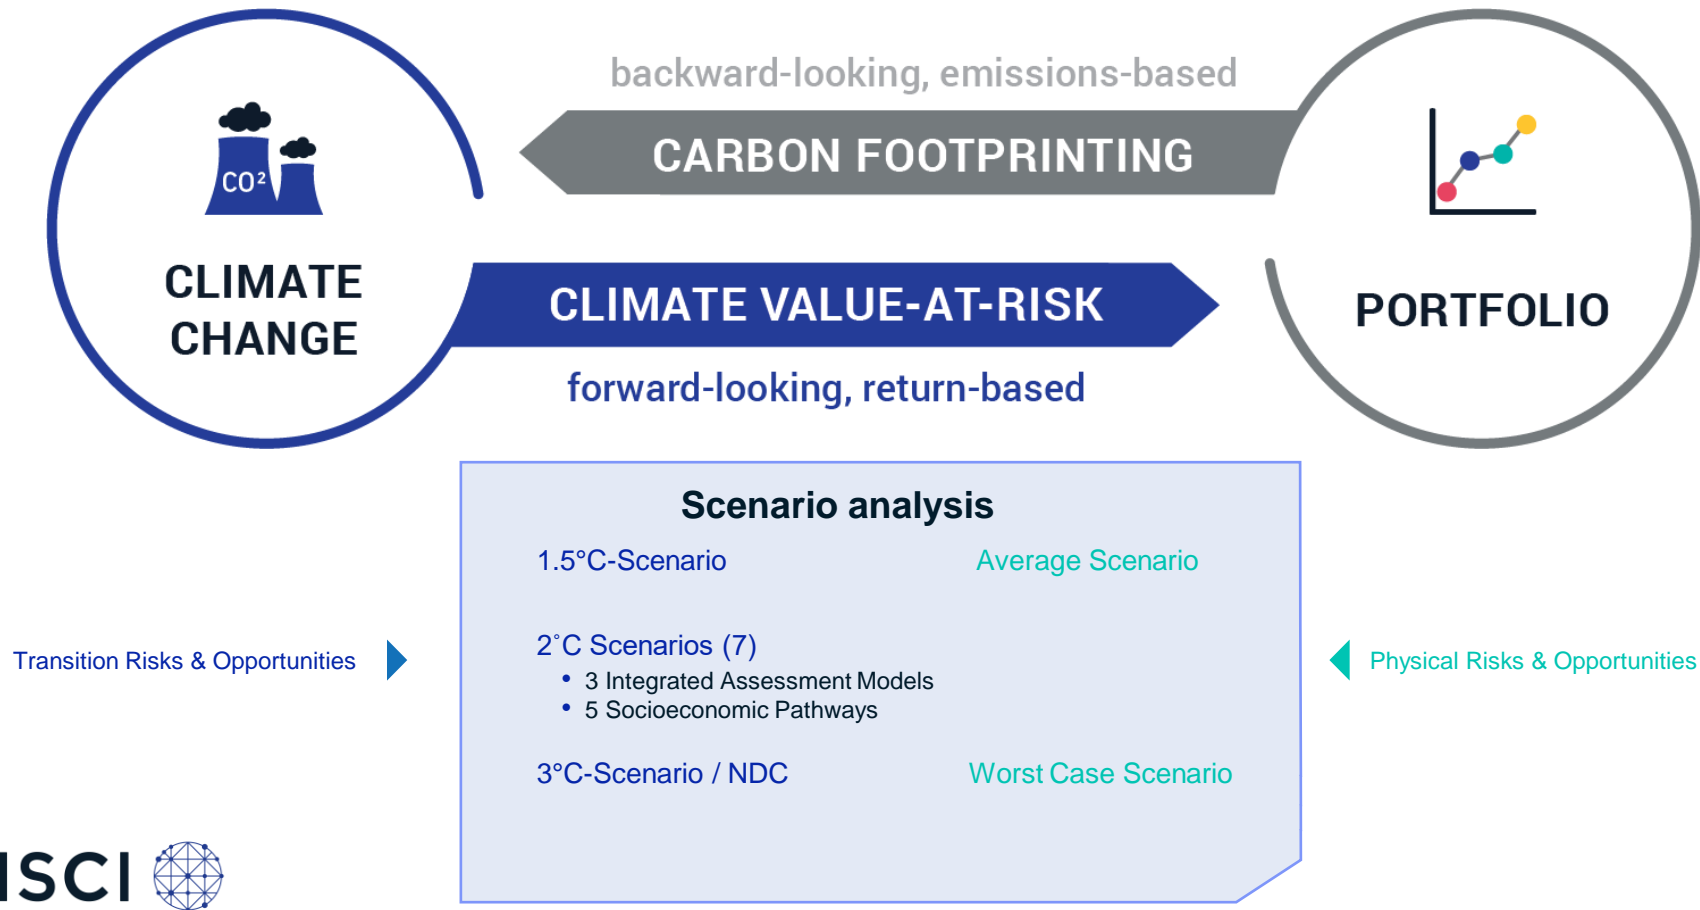 backward-looking, emissions-based
CARBON FOOTPRINTING
CO²
CLIMATE
CHANGE
CLIMATE VALUE-AT-RISK
PORTFOLIO
forward-looking, return-based
Scenario analysis
1.5°C-Scenario
Average Scenario
2˚C Scenarios (7)
Transition Risks & Opportunities
Physical Risks & Opportunities
• 3 Integrated Assessment Models
• 5 Socioeconomic Pathways
3°C-Scenario / NDC
Worst Case Scenario
SCI